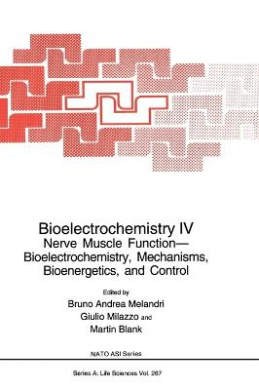 Bioelectrochemistry IV
Nerve Muscle Function—
Bioelectrochemistry, Mechanisms,
Bioenergetics, and Control
Edited by
Bruno Andrea Melandri
Giulio Milazzo and
Martin Blank
NATO ASI Series
Series A: Life Sciences Vol. 267